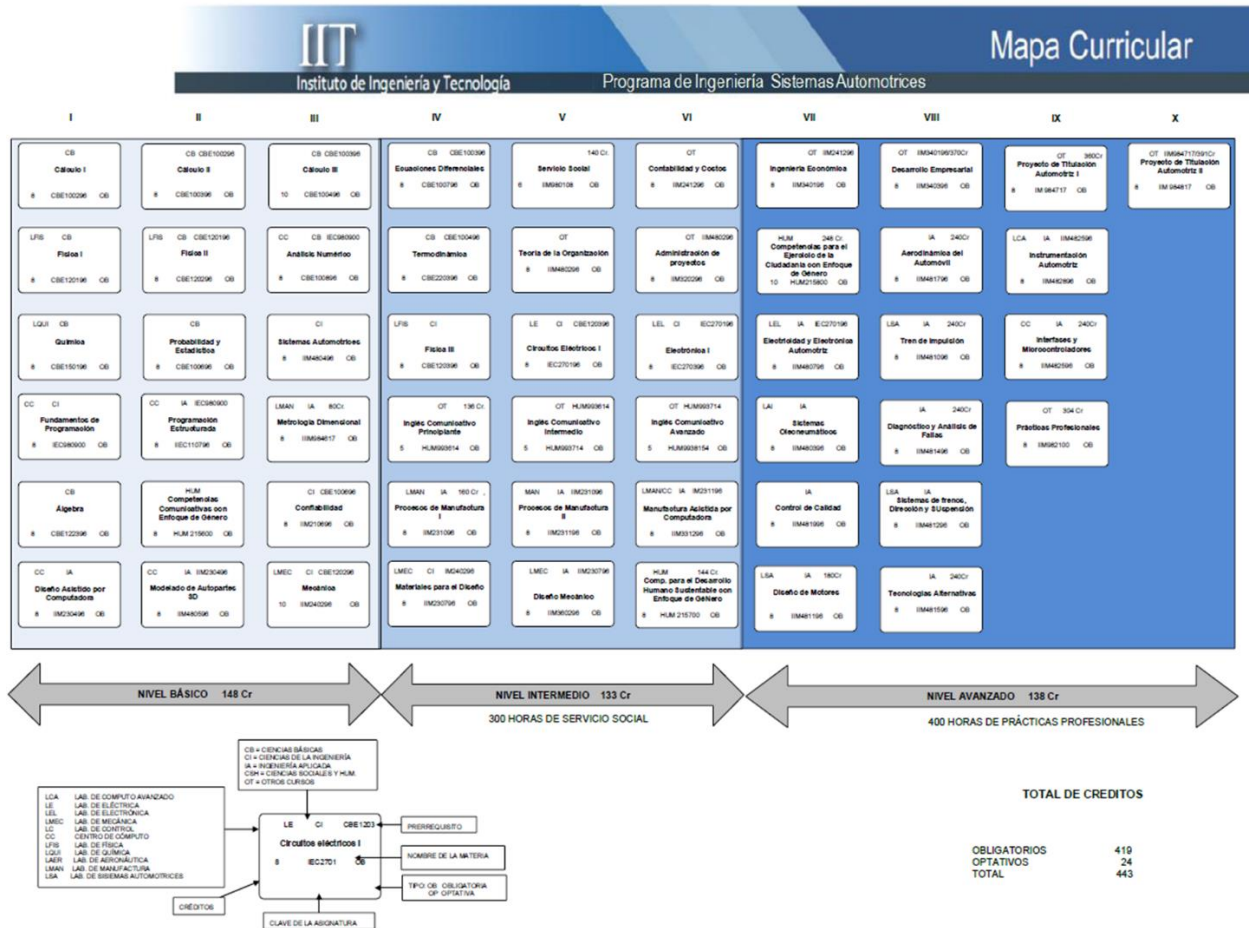 IIT
Mapa Curricular
Instituto de Ingeniería y Tecnología
Programa de Ingeniería Sistemas Automotrices
I II III IV V VI VII VIII IX X
CB
Cálculo I
8 CBE100296 OB
CB CBE100296
Cálculo II
8 CBE100396 OB
CB CBE100396
Cálculo III
10 CBE100496 OB
CB CBE100396
Ecuaciones Diferenciales
8 CBE100796 OB
140 Cr.
Servicio Social
6 IIM980108 OB
OT
Contabilidad y Costos
8 IIM241296 OB
OT IIM241296
Ingeniería Económica
8 IIM340196 OB
OT IIM340196/370Cr
Desarrollo Empresarial
8 IIM340396 OB
OT 360Cr
Proyecto de Titulación
Automotriz I
8 IM 984717 OB
OT IIM984717/391Cr
Proyecto de Titulación
Automotriz II
8 IM 984817 OB
LFIS CB
Física I
8 CBE120196 OB
LFIS CB CBE120196
Física II
8 CBE120296 OB
CC CB IEC980900
Análisis Numérico
8 CBE100896 OB
CB CBE100496
Termodinámica
8 CBE220396 OB
OT
Teoría de la Organización
8 IIM480296 OB
OT IIM480296
Administración de
proyectos
8 IIM320296 OB
HUM 248 Cr.
Competencias para el
Ejercicio de la
Ciudadanía con Enfoque
de Género
10 HUM215800 OB
IA 240Cr
Aerodinámica del
Automóvil
8 IIM481796 OB
LCA IA IIM482596
Instrumentación
Automotriz
8 IIM482896 OB
LQUI CB
Química
8 CBE150196 OB
CB
Probabilidad y
Estadística
8 CBE100696 OB
CI
Sistemas Automotrices
8 IIM480496 OB
LFIS CI
Física III
8 CBE120396 OB
LE CI CBE120396
Circuitos Eléctricos I
8 IEC270196 OB
LEL CI IEC270196
Electrónica I
8 IEC270396 OB
LEL IA IEC270196
Electricidad y Electrónica
Automotriz
8 IIM480796 OB
LSA IA 240Cr
Tren de Impulsión
8 IIM481096 OB
CC IA 240Cr
Interfases y
Microcontroladores
8 IIM482596 OB
CC CI
Fundamentos de
Programación
8 IEC980900 OB
CC IA IEC980900
Programación
Estructurada
8 IIEC110796 OB
LMAN IA 80Cr.
Metrología Dimensional
8 IIIM984617 OB
OT 136 Cr.
Inglés Comunicativo
Principiante
5 HUM993614 OB
OT HUM993614
Inglés Comunicativo
Intermedio
5 HUM993714 OB
OT HUM993714
Inglés Comunicativo
Avanzado
5 HUM9938154 OB
LAI IA
Sistemas
Oleoneumáticos
8 IIM480396 OB
IA 240Cr
Diagnóstico y Análisis de
Fallas
8 IIM481496 OB
OT 304 Cr
Prácticas Profesionales
8 IIM982100 OB
CB
Álgebra
8 CBE122396 OB
HUM
Competencias
Comunicativas con
Enfoque de Género
8 HUM 215600 OB
CI CBE100696
Confiabilidad
8 IIM210696 OB
LMAN IA 160 Cr ,
Procesos de Manufactura
I
8 IIM231096 OB
MAN IA IIM231096
Procesos de Manufactura
II
8 IIM231196 OB
LMAN/CC IA IM231196
Manufactura Asistida por
Computadora
8 IIM331296 OB
IA
Control de Calidad
8 IIM481996 OB
LSA IA
Sistemas de frenos,
Dirección y SUspensión
8 IIM481296 OB
CC IA
Diseño Asistido por
Computadora
8 IIM230496 OB
CC IA IIM230496
Modelado de Autopartes
3D
8 IIM480596 OB
LMEC CI CBE120296
Mecánica
10 IIM240296 OB
LMEC CI IM240296
Materiales para el Diseño
8 IIM230796 OB
LMEC IA IIM230796
Diseño Mecánico
8 IIM360296 OB
HUM 144 Cr.
Comp. para el Desarrollo
Humano Sustentable con
Enfoque de GéNero
8 HUM 215700 OB
LSA IA 180Cr
Diseño de Motores
8 IIM481196 OB
IA 240Cr
Tecnologías Alternativas
8 IIM481596 OB
NIVEL BÁSICO 148 Cr
NIVEL INTERMEDIO 133 Cr
NIVEL AVANZADO 138 Cr
300 HORAS DE SERVICIO SOCIAL
400 HORAS DE PRÁCTICAS PROFESIONALES
CB = CIENCIAS BÁSICAS
CI = CIENCIAS DE LA INGENIERÍA
IA = INGENIERÍA APLICADA
CSH = CIENCIAS SOCIALES Y HUM.
OT = OTROS CURSOS
LCA LAB. DE COMPUTO AVANZADO
LE LAB. DE ELÉCTRICA
LEL LAB. DE ELECTRÓNICA
LMEC LAB. DE MECÁNICA
LC LAB. DE CONTROL
CC CENTRO DE CÓMPUTO
LFIS LAB. DE FÍSICA
LQUI LAB. DE QUÍMICA
LAER LAB. DE AERONÁUTICA
LMAN LAB. DE MANUFACTURA
LSA LAB. DE SISIEMAS AUTOMOTRICES
LE CI CBE1203
Circuitos eléctricos I
8 IEC2701 OB
PRERREQUISITO
NOMBRE DE LA MATERIA
TIPO: OB OBLIGATORIA
OP OPTATIVA
CRÉDITOS
CLAVE DE LA ASIGNATURA
TOTAL DE CREDITOS
OBLIGATORIOS 419
OPTATIVOS 24
TOTAL 443